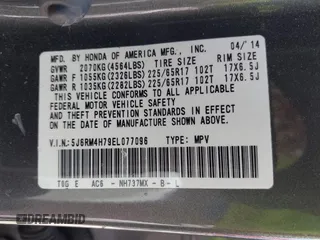 MFD. BY HONDA OF AMERICA MFG., INC. 04/'14
GVWR 2070KG(4564LBS) TIRE SIZE RIM SIZE
GAWR F 1055KG(2326LBS) 225/65R17 102T 17X6.5J
GAWR R 1035KG(2282LBS) 225/65R17 102T 17X6.5J
THIS VEHICLE CONFORMS TO ALL APPLICABLE
FEDERAL MOTOR VEHICLE SAFETY AND
THEFT PREVENTION STANDARDS IN EFFECT ON
THE DATE OF MANUFACTURE SHOWN ABOVE.
V.I.N.:5J6RM4H79EL077096 TYPE: MPV
T0G E AC6 - NH737MX - B - L
DREAMBID